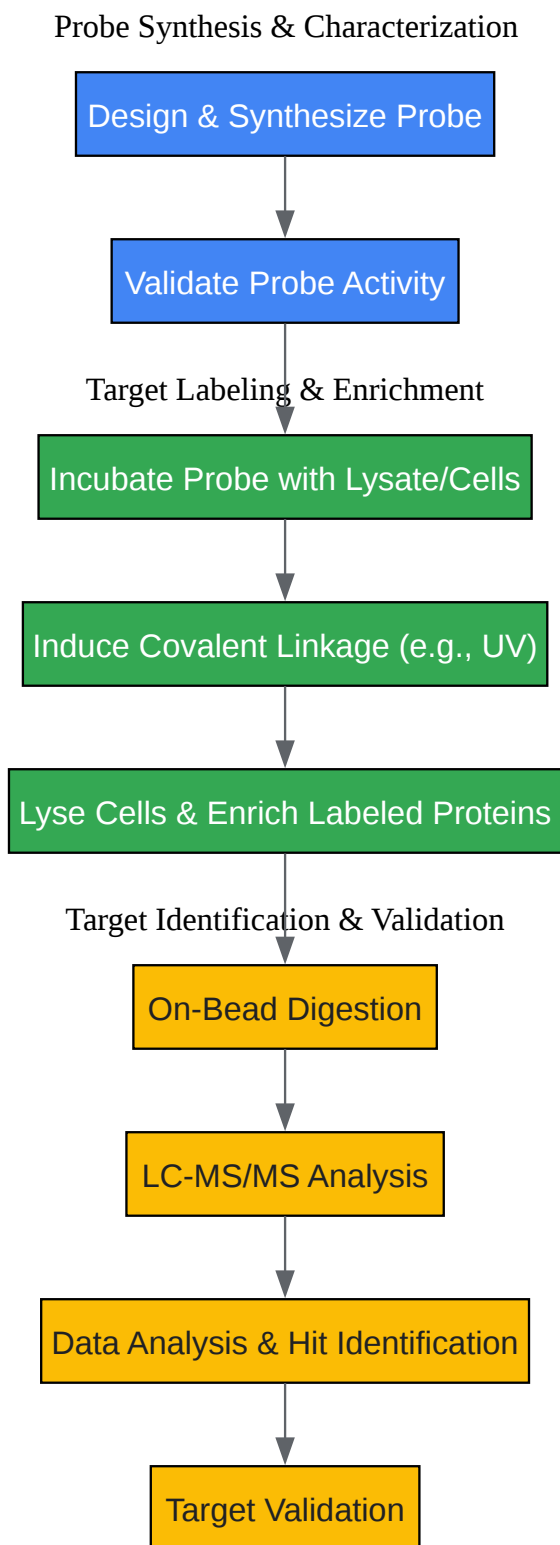 Probe Synthesis & Characterization
Design & Synthesize Probe
Validate Probe Activity
Target Labeling & Enrichment
Incubate Probe with Lysate/Cells
Induce Covalent Linkage (e.g., UV)
Lyse Cells & Enrich Labeled Proteins
Target Identification & Validation
On-Bead Digestion
LC-MS/MS Analysis
Data Analysis & Hit Identification
Target Validation